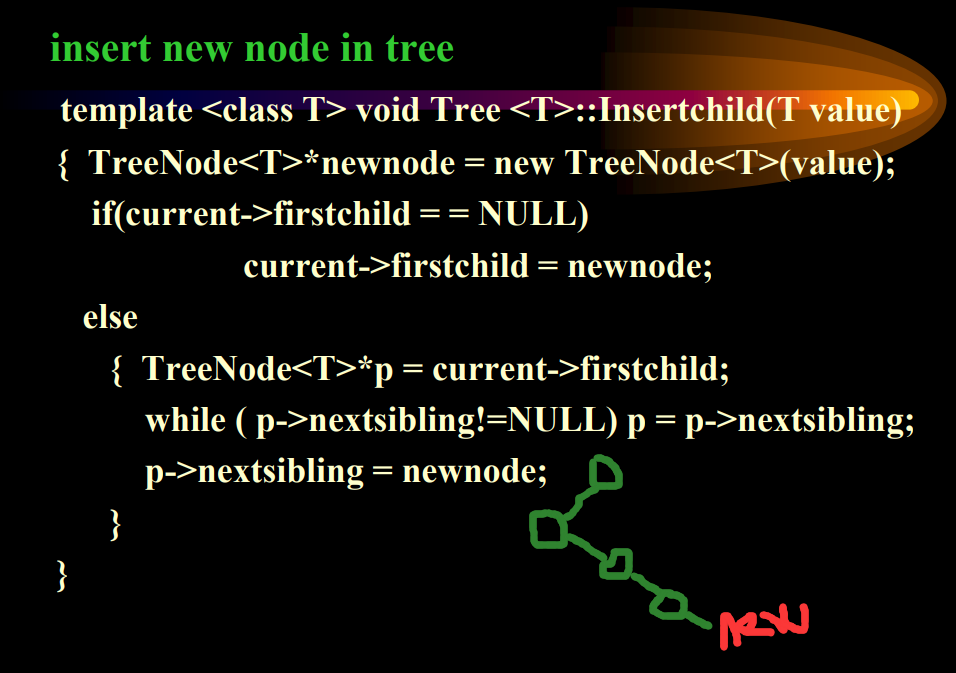 insert new node in tree
template <class T> void Tree <T>::Insertchild(T value)
{ TreeNode<T>*newnode = new TreeNode<T>(value);
if(current->firstchild = = NULL)
current->firstchild = newnode;
else
{ TreeNode<T>*p = current->firstchild;
while ( p->nextsibling!=NULL) p = p->nextsibling;
p->nextsibling = newnode;
}
}
new